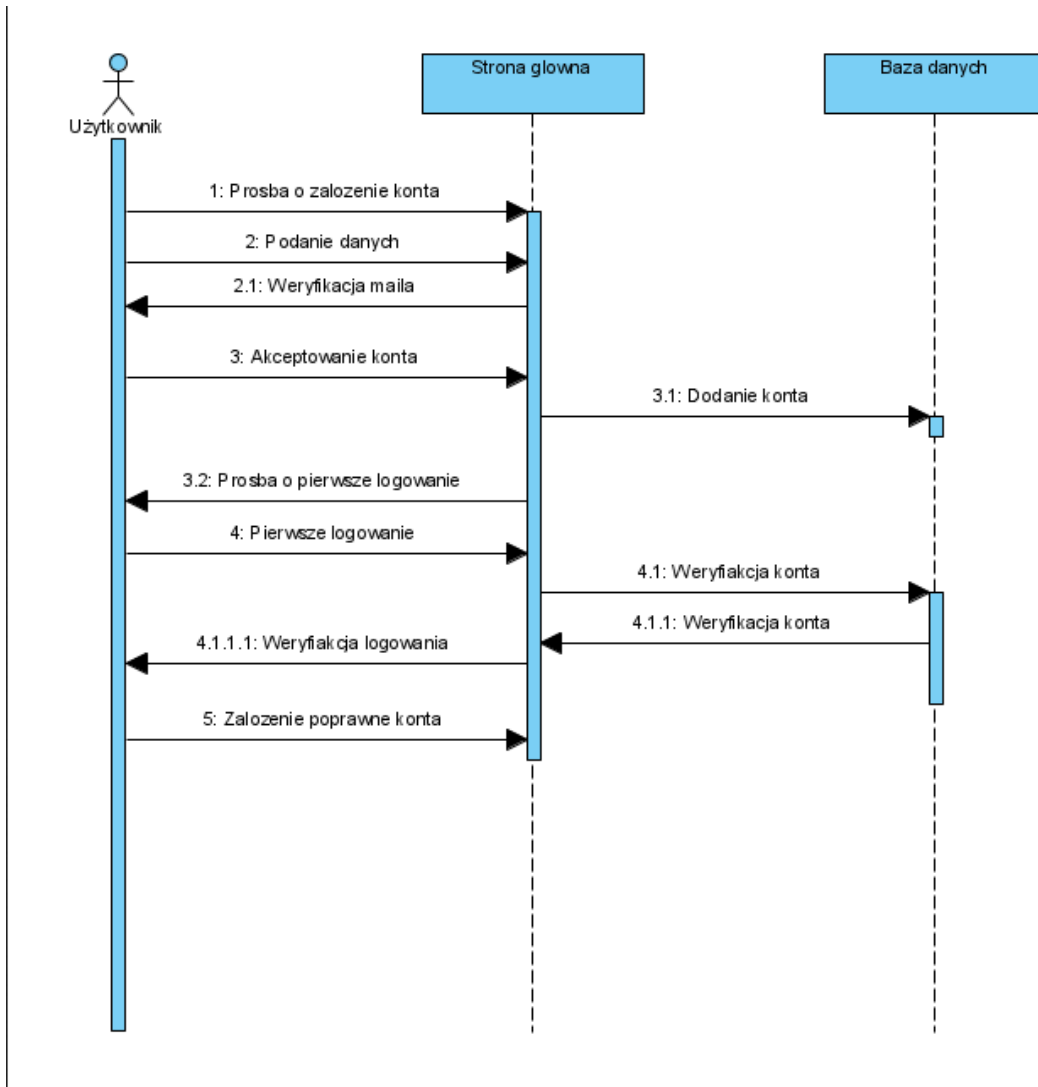 Strona glowna
Baza danych
Użytkownik
1: Prosba o zalozenie konta
2: Podanie danych
2.1: Weryfikacja maila
3: Akceptowanie konta
3.1: Dodanie konta
3.2: Prosba o pierwsze logowanie
4: Pierwsze logowanie
4.1: Weryfiakcja konta
4.1.1: Weryfikacja konta
4.1.1.1: Weryfiakcja logowania
5: Zalozenie poprawne konta